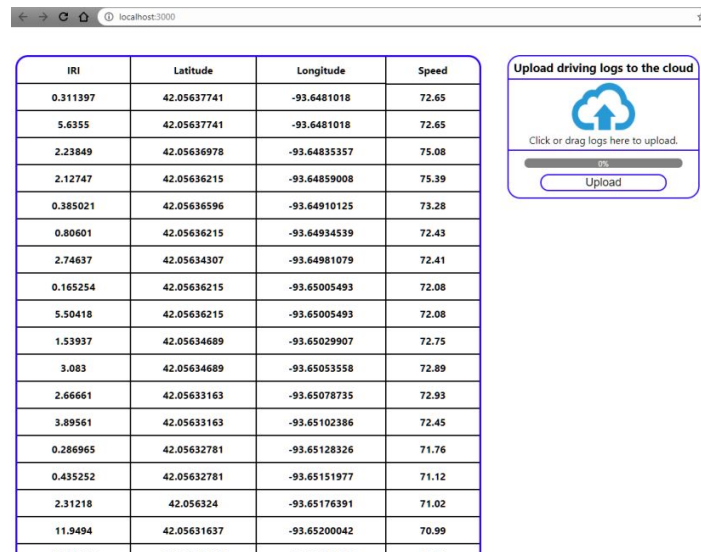 localhost:3000
IRI Latitude Longitude Speed
0.311397 42.05637741 -93.6481018 72.65
5.6355 42.05637741 -93.6481018 72.65
2.23849 42.05636978 -93.64835357 75.08
2.12747 42.05636215 -93.64859008 75.39
0.385021 42.05636596 -93.64910125 73.28
0.80601 42.05636215 -93.64934539 72.43
2.74637 42.05634307 -93.64981079 72.41
0.165254 42.05636215 -93.65005493 72.08
5.50418 42.05636215 -93.65005493 72.08
1.53937 42.05634689 -93.65029907 72.75
3.083 42.05634689 -93.65053558 72.89
2.66661 42.05633163 -93.65078735 72.93
3.89561 42.05633163 -93.65102386 72.45
0.286965 42.05632781 -93.65128326 71.76
0.435252 42.05632781 -93.65151977 71.12
2.31218 42.056324 -93.65176391 71.02
11.9494 42.05631637 -93.65200042 70.99
Upload driving logs to the cloud
Click or drag logs here to upload.
0%
Upload